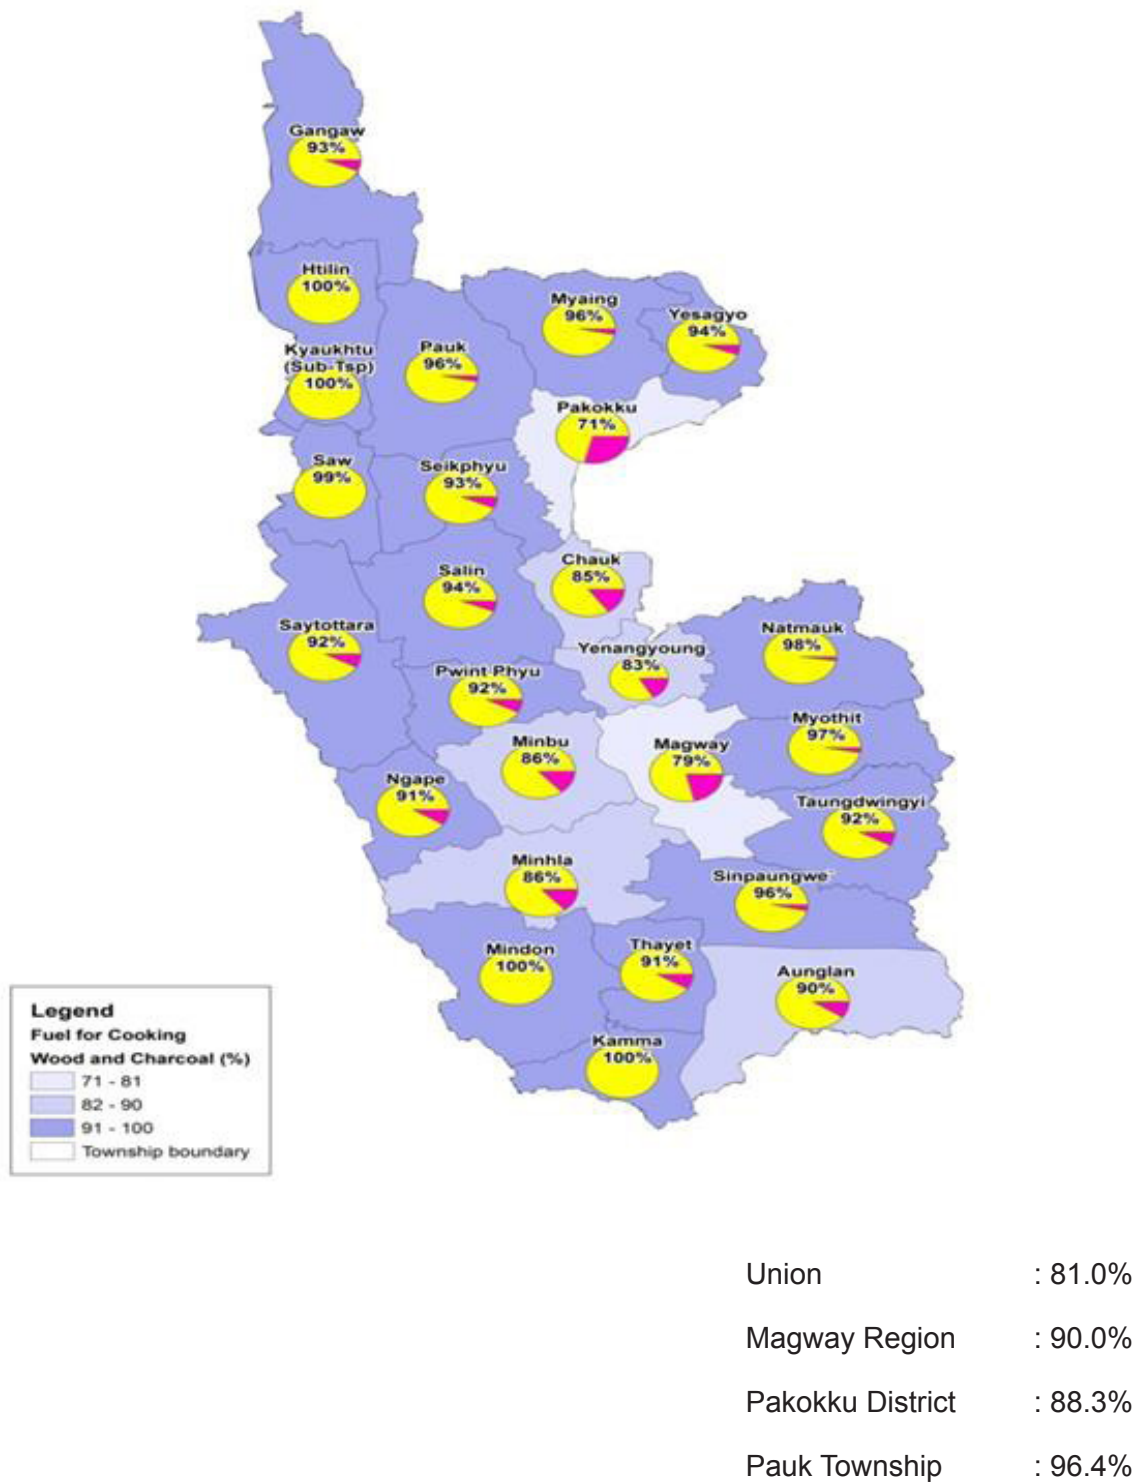 Gangaw
93%
Htilin
100%
Myaing
96%
Yesagyo
94%
Kyaukhtu
(Sub-Tsp)
100%
Pauk
96%
Pakokku
71%
Saw
99%
Seikphyu
93%
Chauk
85%
Salin
94%
Saytottara
92%
Natmauk
98%
Yenangyoung
83%
Pwint Phyu
92%
Myothit
97%
Minbu
86%
Magway
79%
Ngape
91%
Taungdwingyi
92%
Minhla
86%
Sinpaungwe
96%
Mindon
100%
Thayet
91%
Aunglan
90%
Kamma
100%
Legend
Fuel for Cooking
Wood and Charcoal (%)
71 - 81
82 - 90
91 - 100
Township boundary
Union : 81.0%
Magway Region : 90.0%
Pakokku District : 88.3%
Pauk Township : 96.4%